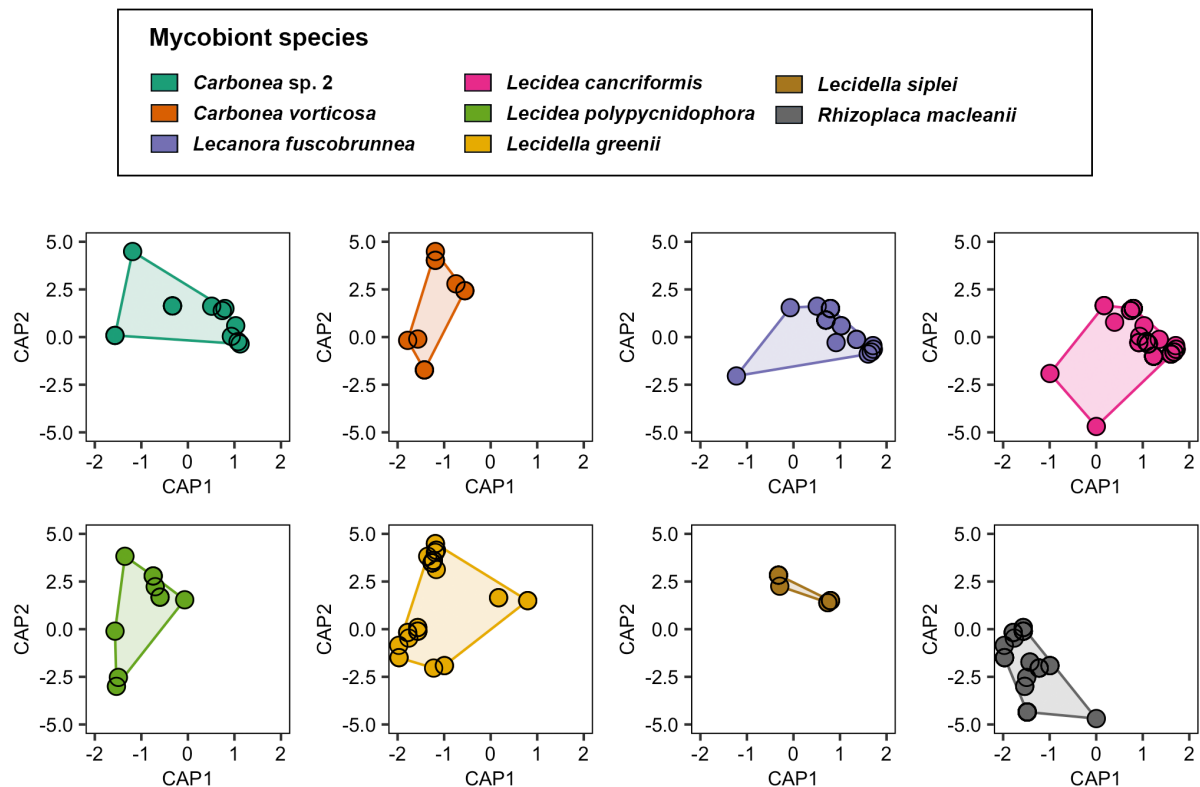 Mycobiont species
Carbonea sp. 2
Carbonea vorticosa
Lecanora fuscobrunnea
Lecidea cancriformis
Lecidea polypycnidophora
Lecidella greenii
Lecidella siplei
Rhizoplaca macleanii
5.0
2.5
0.0
-2.5
-5.0
CAP2
-2 -1 0 1 2
CAP1
5.0
2.5
0.0
-2.5
-5.0
CAP2
-2 -1 0 1 2
CAP1
5.0
2.5
0.0
-2.5
-5.0
CAP2
-2 -1 0 1 2
CAP1
5.0
2.5
0.0
-2.5
-5.0
CAP2
-2 -1 0 1 2
CAP1
5.0
2.5
0.0
-2.5
-5.0
CAP2
-2 -1 0 1 2
CAP1
5.0
2.5
0.0
-2.5
-5.0
CAP2
-2 -1 0 1 2
CAP1
5.0
2.5
0.0
-2.5
-5.0
CAP2
-2 -1 0 1 2
CAP1
5.0
2.5
0.0
-2.5
-5.0
CAP2
-2 -1 0 1 2
CAP1